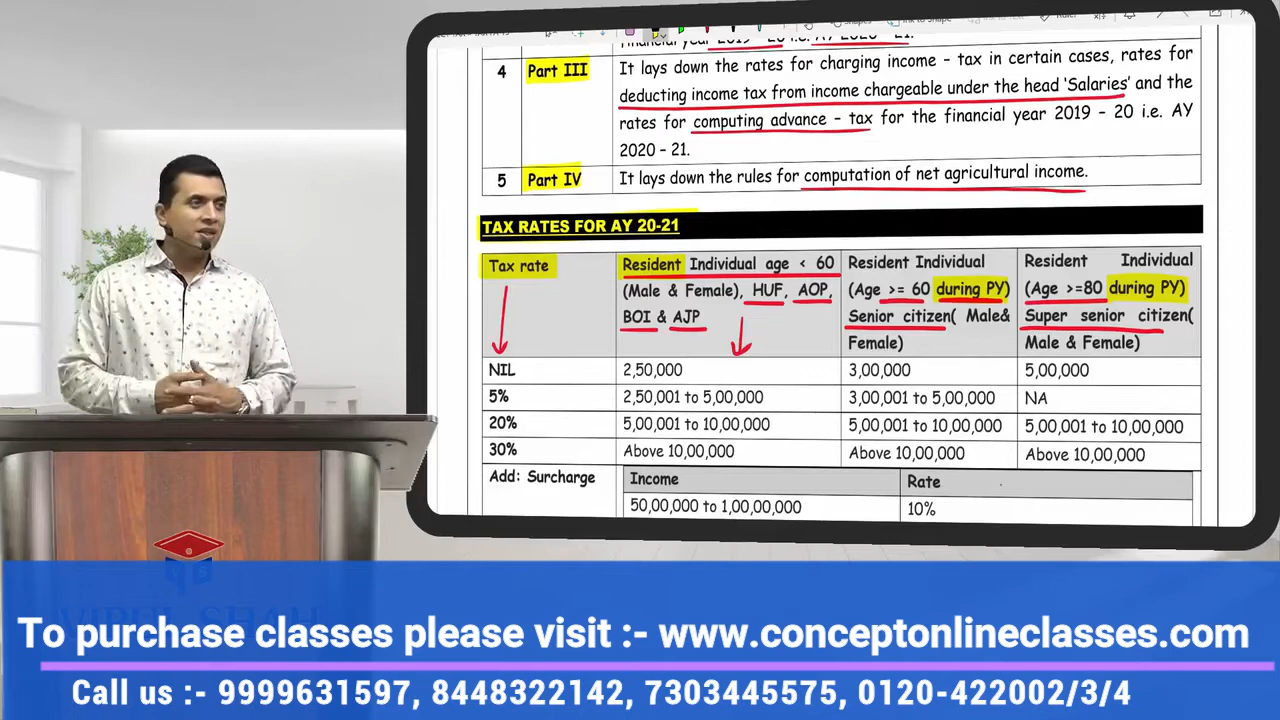 financial year 2019 – 20 i.e. AY 2020 – 21.
4
Part III
It lays down the rates for charging income – tax in certain cases, rates for
deducting income tax from income chargeable under the head ‘Salaries’ and the
rates for computing advance – tax for the financial year 2019 – 20 i.e. AY
2020 – 21.
5
Part IV
It lays down the rules for computation of net agricultural income.
TAX RATES FOR AY 20-21
Tax rate
Resident Individual age < 60
(Male & Female), HUF, AOP,
BOI & AJP
Resident Individual
(Age >= 60 during PY)
Senior citizen( Male&
Female)
Resident Individual
(Age >=80 during PY)
Super senior citizen(
Male & Female)
NIL
2,50,000
3,00,000
5,00,000
5%
2,50,001 to 5,00,000
3,00,001 to 5,00,000
NA
20%
5,00,001 to 10,00,000
5,00,001 to 10,00,000
5,00,001 to 10,00,000
30%
Above 10,00,000
Above 10,00,000
Above 10,00,000
Add: Surcharge
Income
Rate
50,00,000 to 1,00,00,000
10%
To purchase classes please visit :- www.conceptonlineclasses.com
Call us :- 9999631597, 8448322142, 7303445575, 0120-422002/3/4